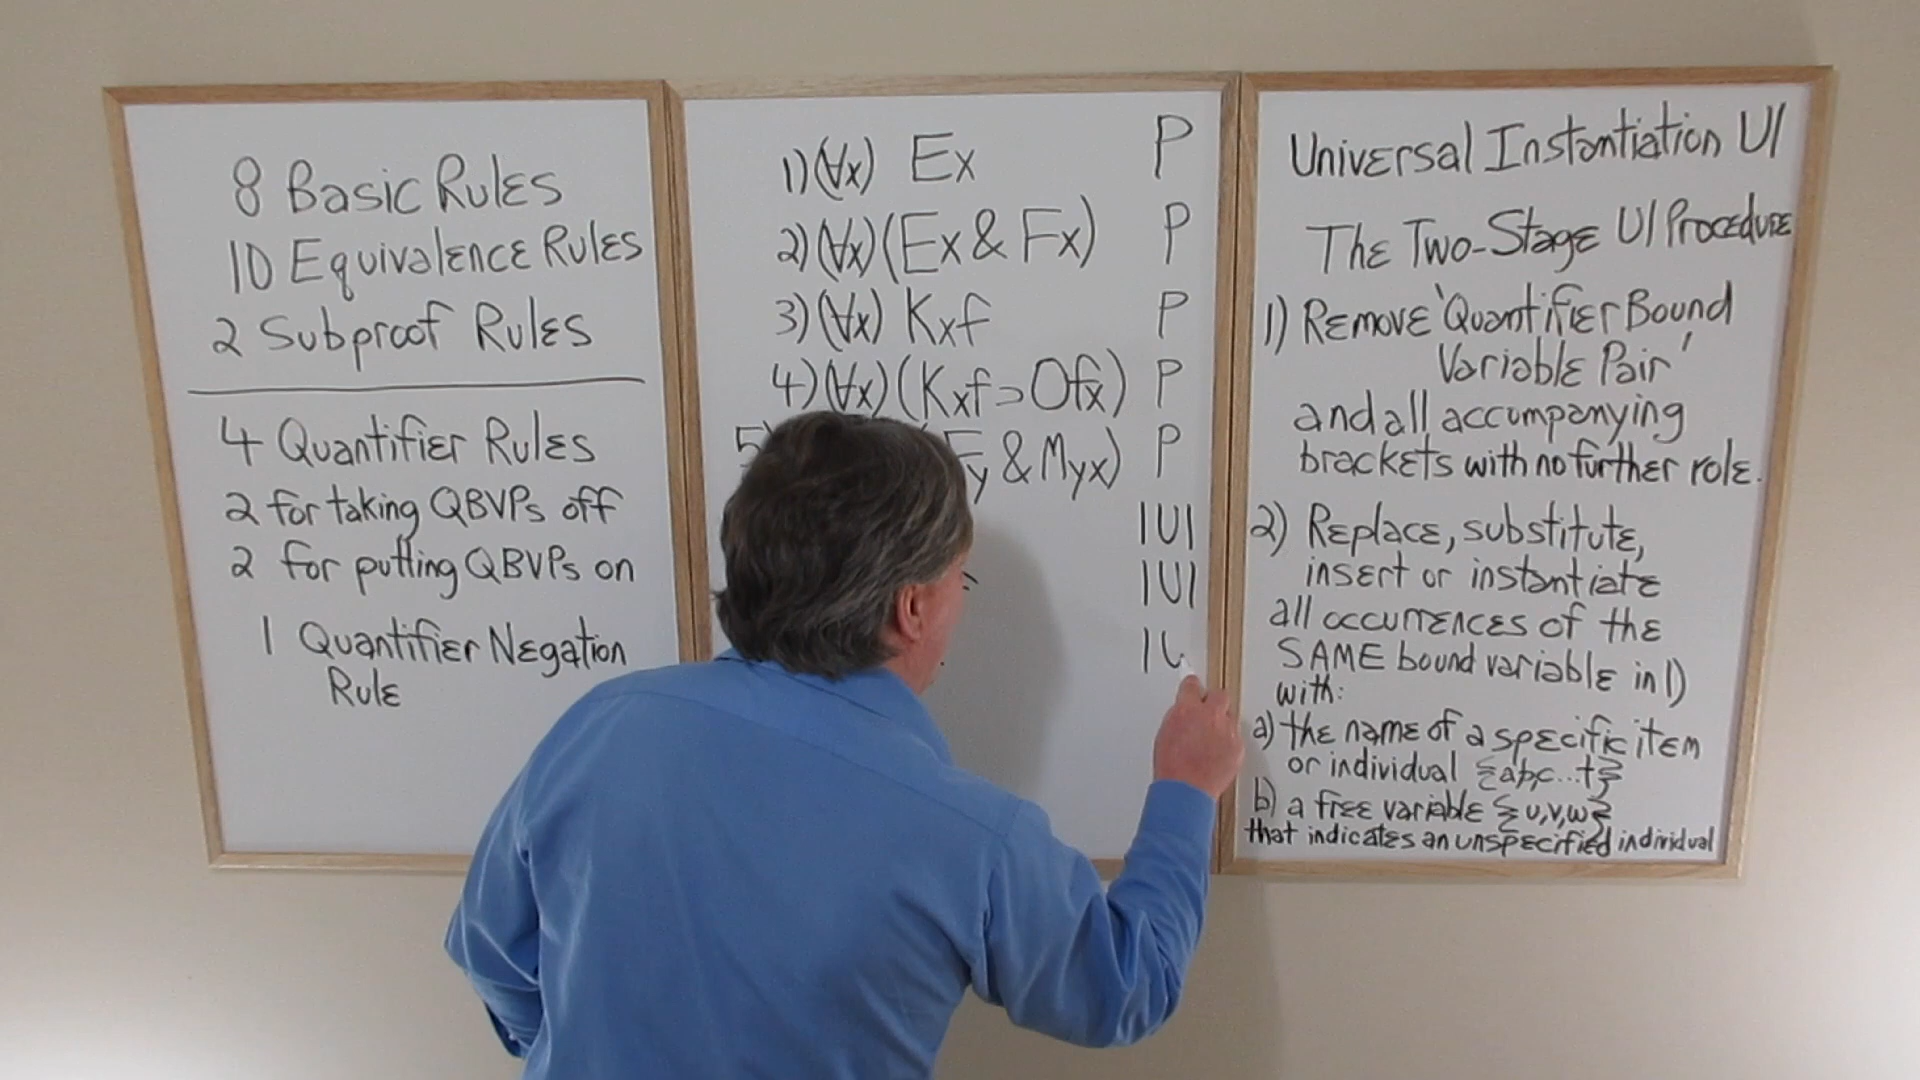 8 Basic Rules
10 Equivalence Rules
2 Subproof Rules
4 Quantifier Rules
2 for taking QBVPs off
2 for putting QBVPs on
1 Quantifier Negation
Rule
1) (∀x) Ex P
2) (∀x) (Ex & Fx) P
3) (∀x) Kxf P
4) (∀x) (Kxf ⊃ Ofx) P
5) y & Myx) P
1UI
1UI
1U
Universal Instantiation UI
The Two-Stage UI Procedure
1) Remove 'Quantifier Bound
Variable Pair'
and all accompanying
brackets with no further role.
2) Replace, substitute,
insert or instantiate
all occurrences of the
SAME bound variable in 1)
with:
a) the name of a specific item
or individual {a,b,c...t}
b) a free variable {u,v,w}
that indicates an unspecified individual